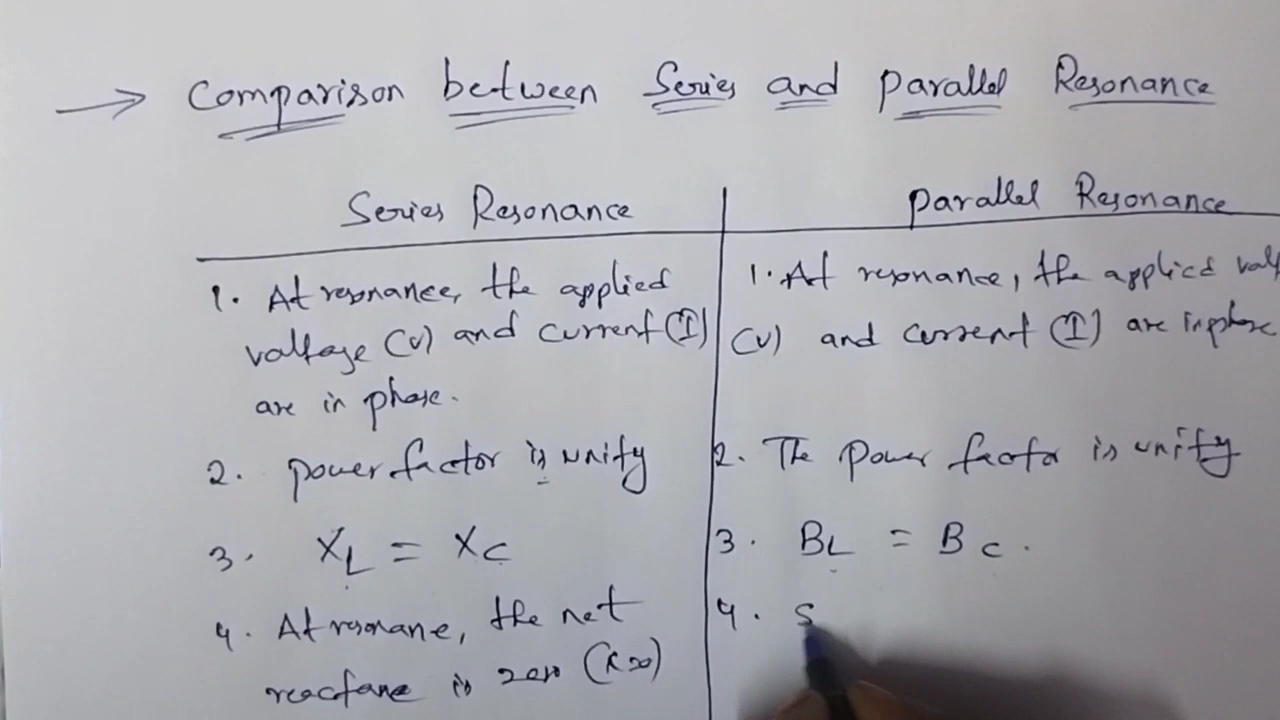 Comparison between Series and parallel Resonance
Series Resonance
parallel Resonance
1. At resonance, the applied
voltage (V) and current (I)
are in phase.
2. power factor is unity
3. XL = XC
4. At resonane, the net
reactane is zero
1. At resonance, the applied
(V) and current (I) are inphase
2. The power factor is unity
3. BL = BC.
4. S